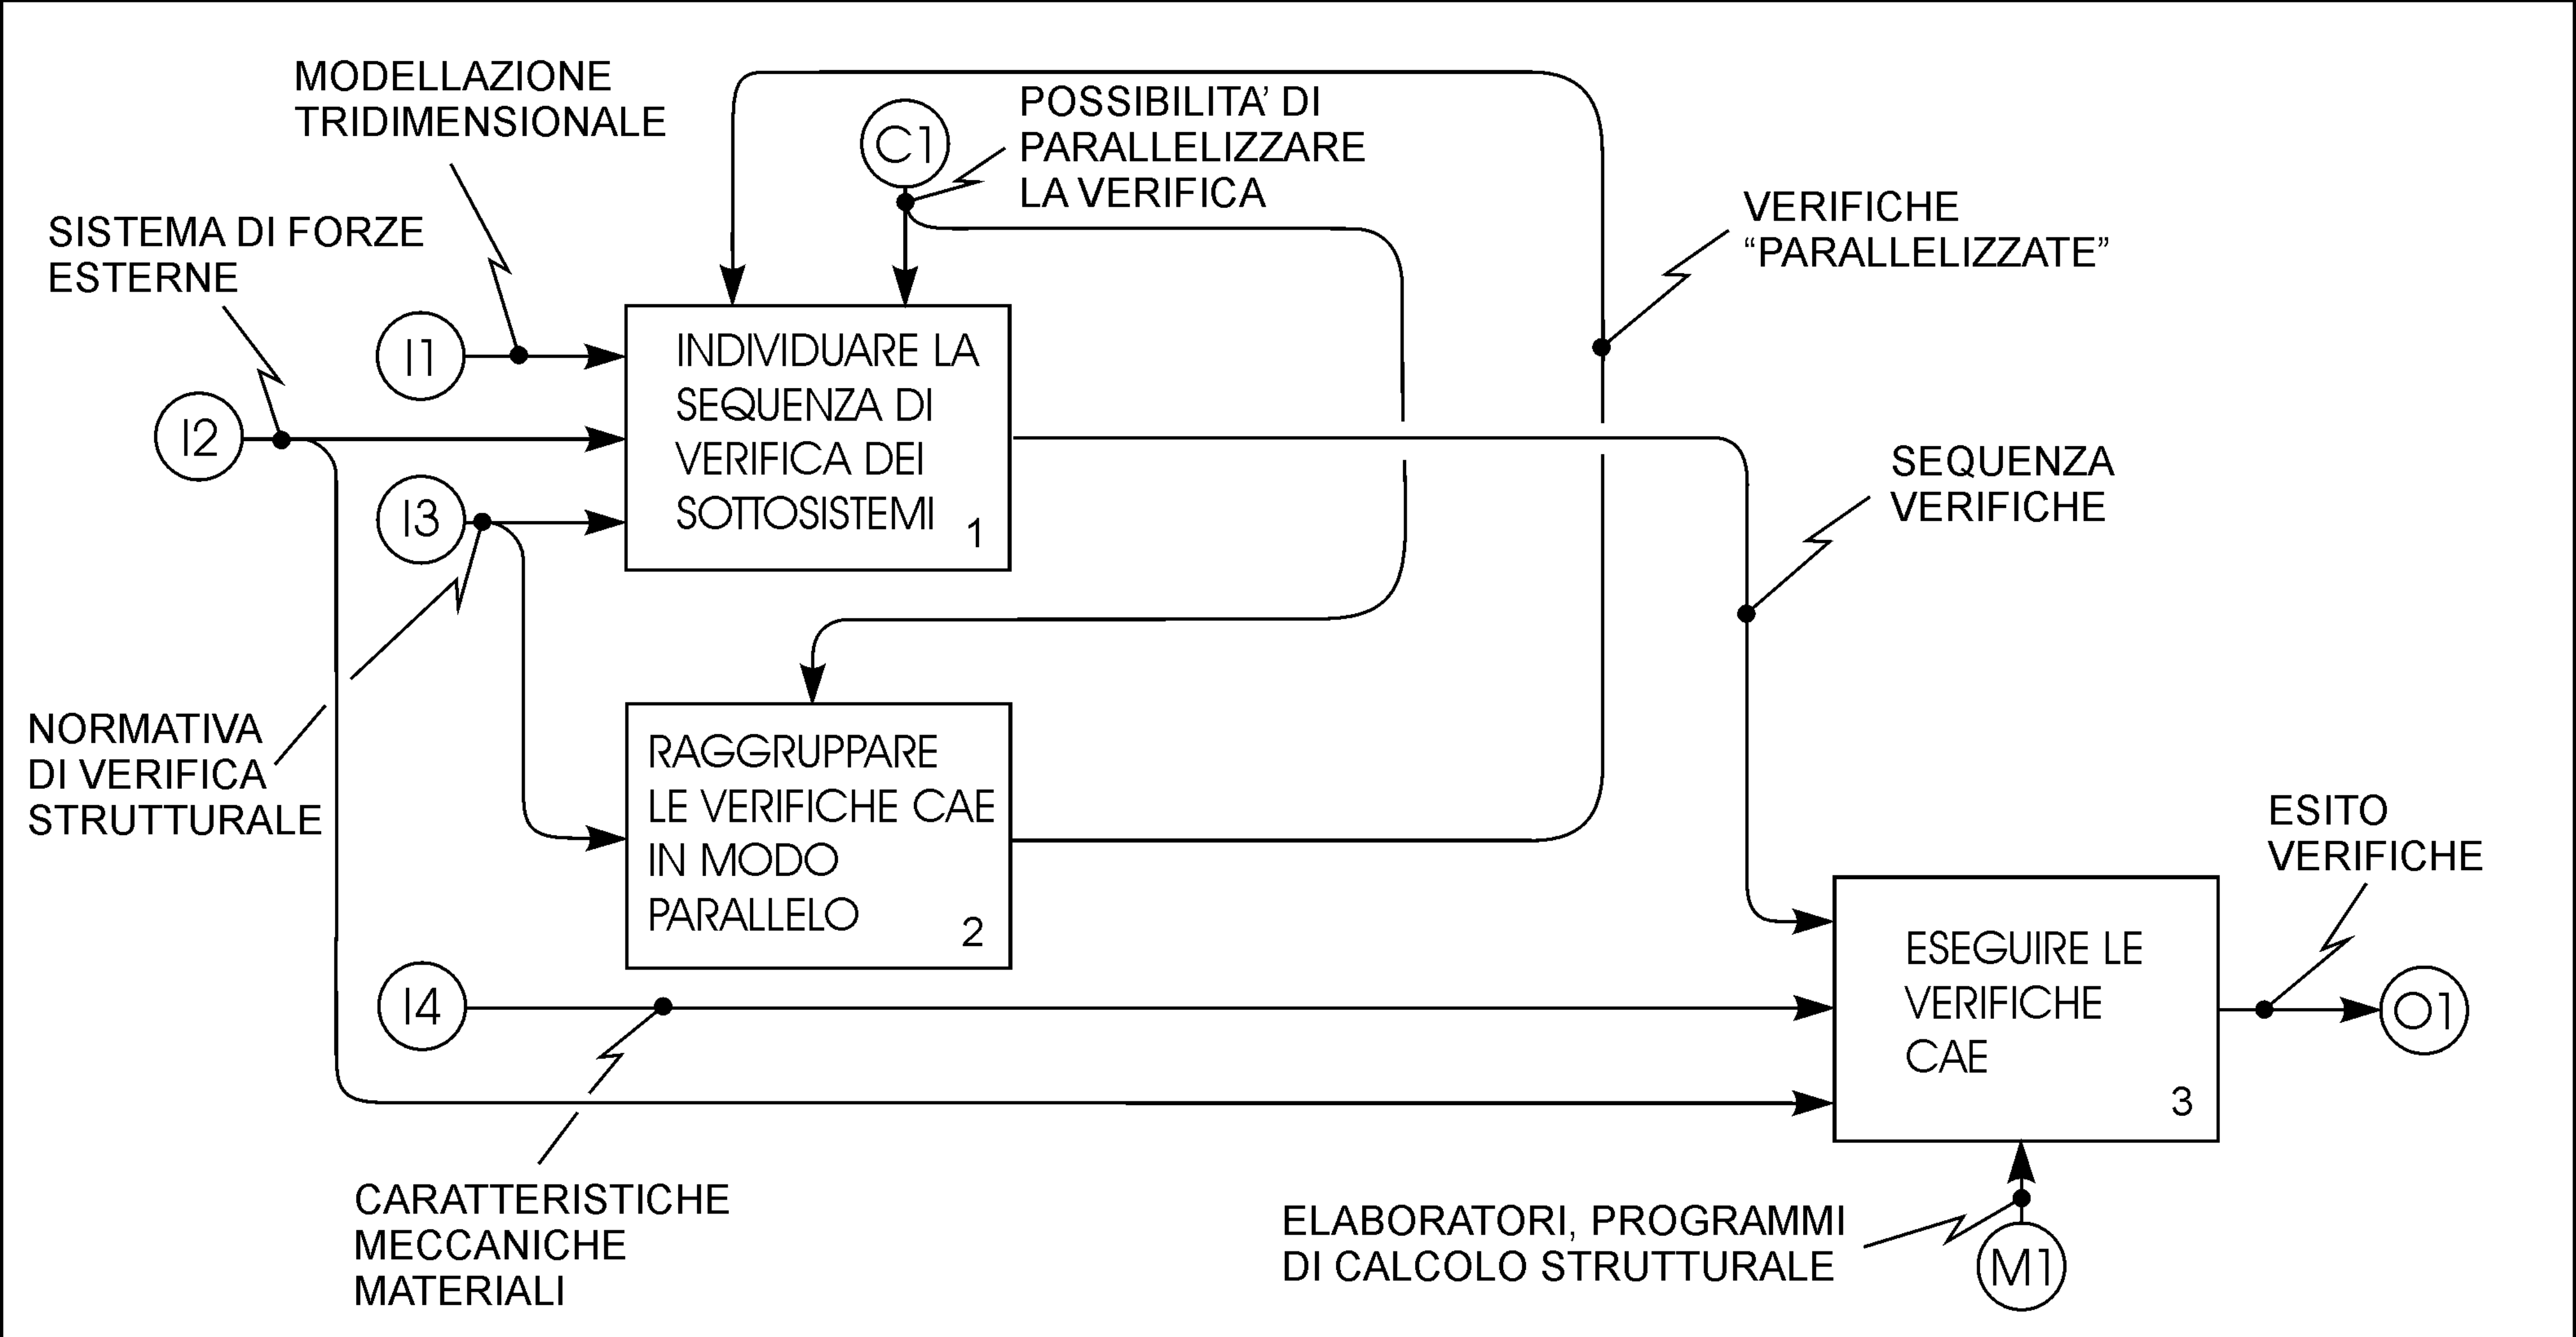 MODELLAZIONE
TRIDIMENSIONALE
C1
POSSIBILITA’ DI
PARALLELIZZARE
LA VERIFICA
VERIFICHE
“PARALLELIZZATE”
SISTEMA DI FORZE
ESTERNE
I1
I2
I3
INDIVIDUARE LA
SEQUENZA DI
VERIFICA DEI
SOTTOSISTEMI
1
SEQUENZA
VERIFICHE
NORMATIVA
DI VERIFICA
STRUTTURALE
RAGGRUPPARE
LE VERIFICHE CAE
IN MODO
PARALLELO
2
ESITO
VERIFICHE
I4
ESEGUIRE LE
VERIFICHE
CAE
3
O1
CARATTERISTICHE
MECCANICHE
MATERIALI
ELABORATORI, PROGRAMMI
DI CALCOLO STRUTTURALE
M1